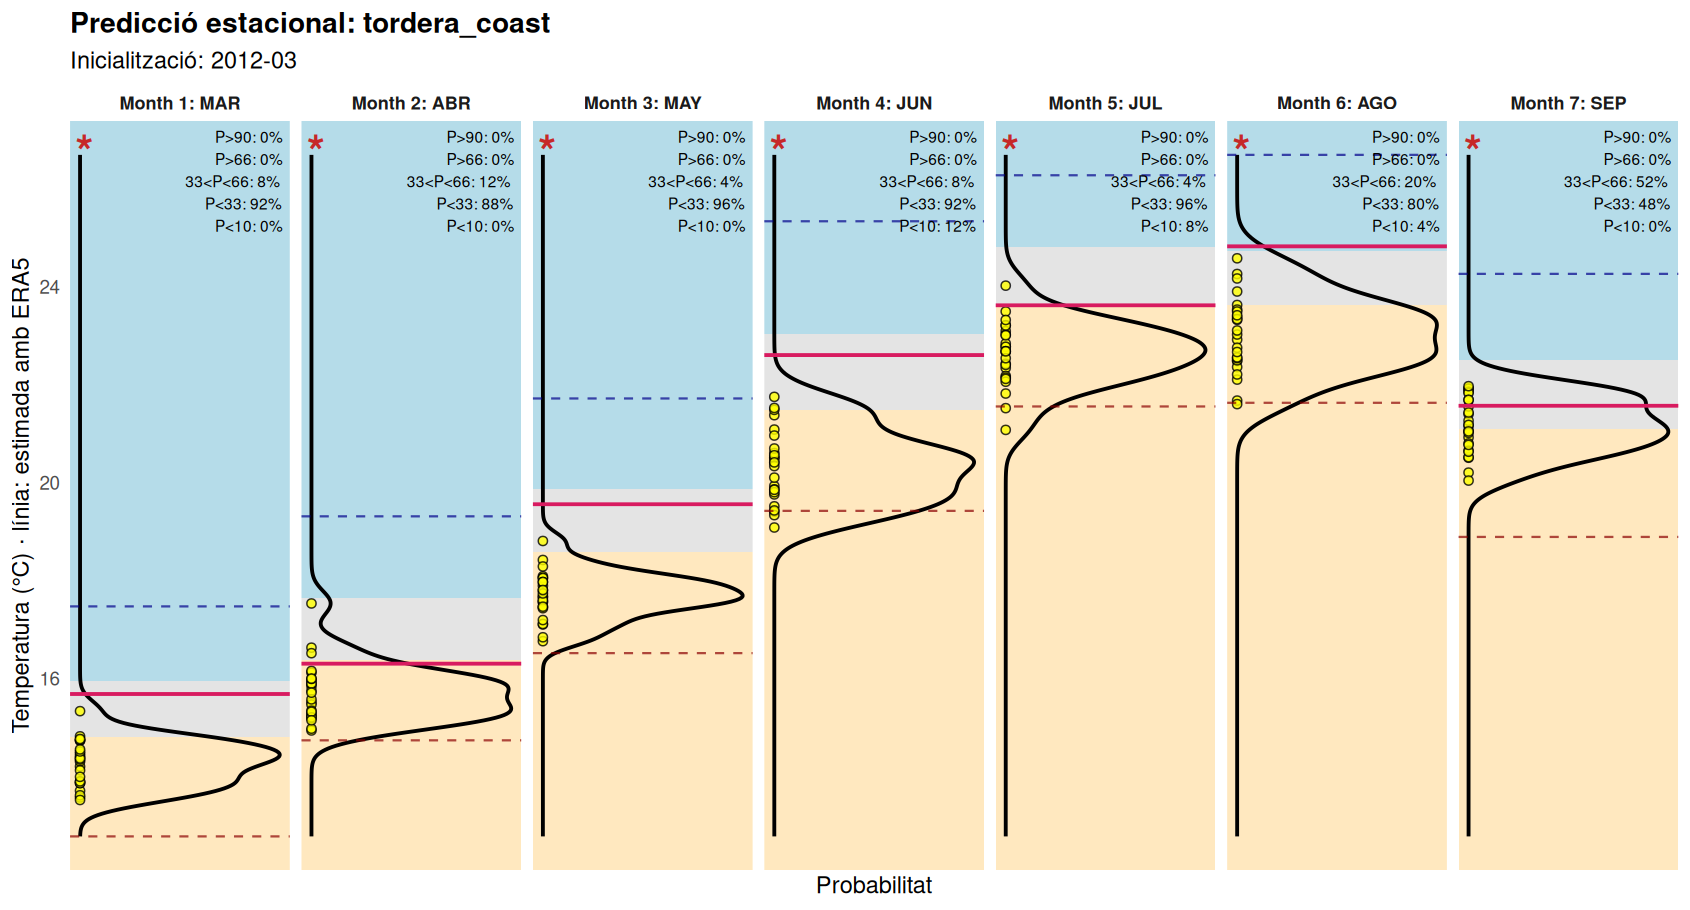 Predicció estacional: tordera_coast
Inicialització: 2012-03
Month 1: MAR
Month 2: ABR
Month 3: MAY
Month 4: JUN
Month 5: JUL
Month 6: AGO
Month 7: SEP
*
P>90: 0%
P>66: 0%
33<P<66: 8%
P<33: 92%
P<10: 0%
*
P>90: 0%
P>66: 0%
33<P<66: 12%
P<33: 88%
P<10: 0%
*
P>90: 0%
P>66: 0%
33<P<66: 4%
P<33: 96%
P<10: 0%
*
P>90: 0%
P>66: 0%
33<P<66: 8%
P<33: 92%
P<10: 12%
*
P>90: 0%
P>66: 0%
33<P<66: 4%
P<33: 96%
P<10: 8%
*
P>90: 0%
P>66: 0%
33<P<66: 20%
P<33: 80%
P<10: 4%
*
P>90: 0%
P>66: 0%
33<P<66: 52%
P<33: 48%
P<10: 0%
Temperatura (°C) · línia: estimada amb ERA5
24
20
16
Probabilitat